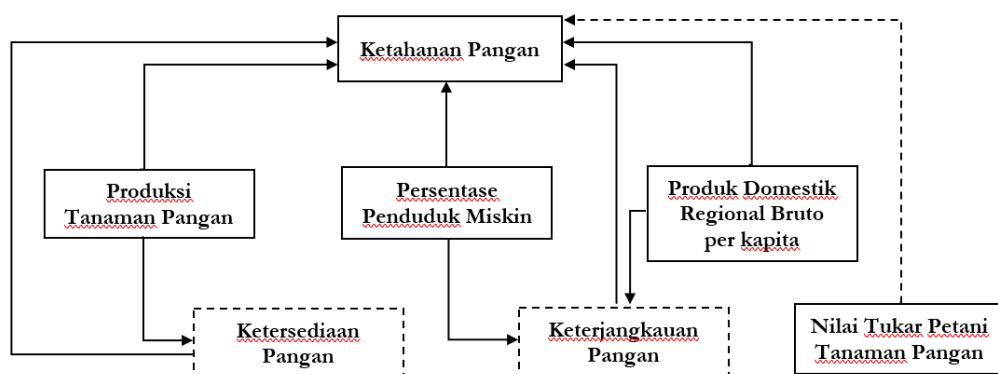 Ketahanan Pangan
Produksi
Tanaman Pangan
Persentase
Penduduk Miskin
Produk Domestik
Regional Bruto
per kapita
Ketersediaan
Pangan
Keterjangkauan
Pangan
Nilai Tukar Petani
Tanaman Pangan